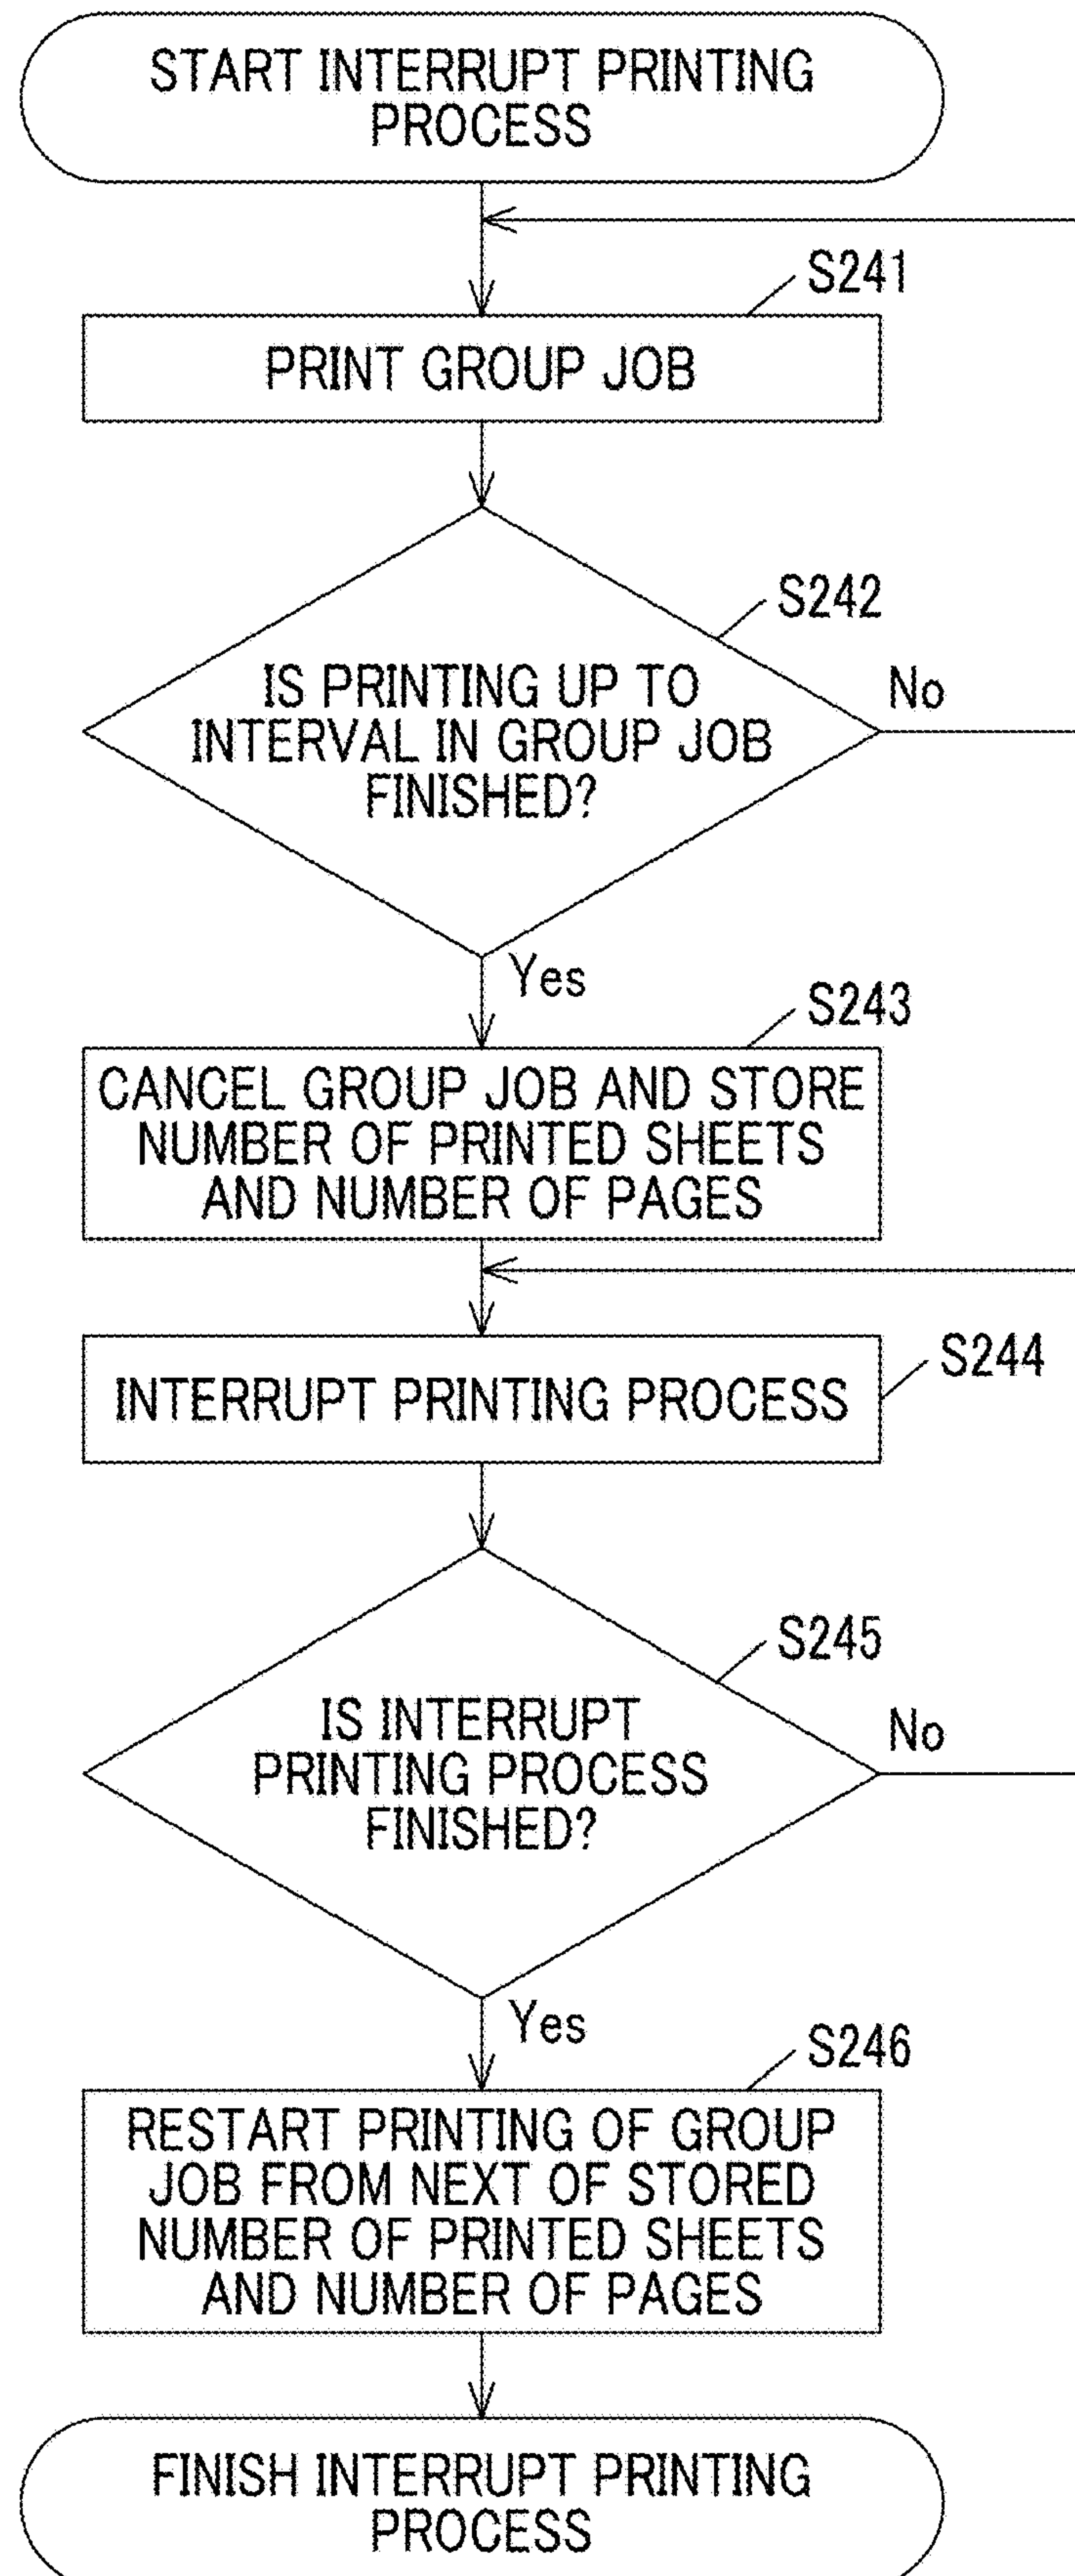 START INTERRUPT PRINTING
PROCESS
S241
PRINT GROUP JOB
S242
IS PRINTING UP TO
INTERVAL IN GROUP JOB
FINISHED?
No
Yes
S243
CANCEL GROUP JOB AND STORE
NUMBER OF PRINTED SHEETS
AND NUMBER OF PAGES
S244
INTERRUPT PRINTING PROCESS
S245
IS INTERRUPT
PRINTING PROCESS
FINISHED?
No
Yes
S246
RESTART PRINTING OF GROUP
JOB FROM NEXT OF STORED
NUMBER OF PRINTED SHEETS
AND NUMBER OF PAGES
FINISH INTERRUPT PRINTING
PROCESS